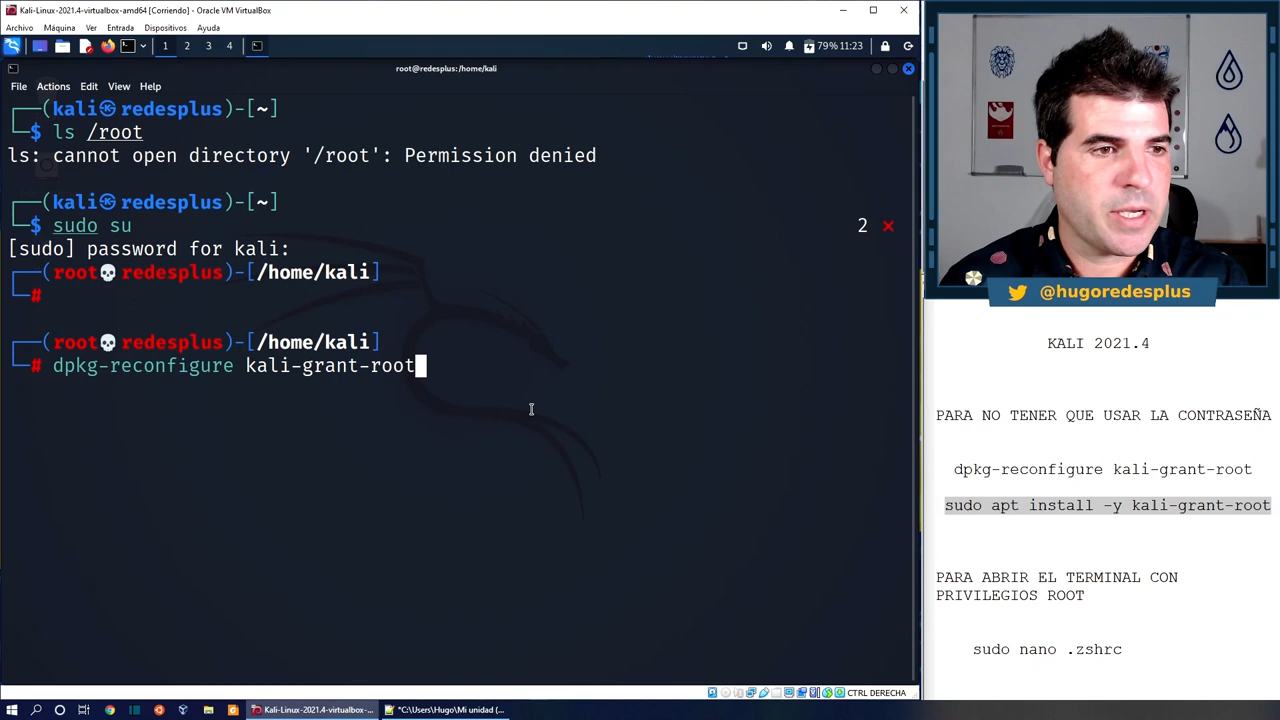 Kali-Linux-2021.4-virtualbox-amd64 [Corriendo] - Oracle VM VirtualBox
Archivo Máquina Ver Entrada Dispositivos Ayuda
1 2 3 4
79% 11:23
root@redesplus:/home/kali
File Actions Edit View Help
(kali㉿redesplus)-[~]
$ ls /root
ls: cannot open directory '/root': Permission denied
(kali㉿redesplus)-[~]
$ sudo su
2 ×
[sudo] password for kali:
(root💀redesplus)-[/home/kali]
#
(root💀redesplus)-[/home/kali]
# dpkg-reconfigure kali-grant-root
@hugoredesplus
KALI 2021.4
PARA NO TENER QUE USAR LA CONTRASEÑA
dpkg-reconfigure kali-grant-root
sudo apt install -y kali-grant-root
PARA ABRIR EL TERMINAL CON
PRIVILEGIOS ROOT
sudo nano .zshrc
CTRL DERECHA
Kali-Linux-2021.4-virtualbox-...
*C:\Users\Hugo\Mi unidad (...